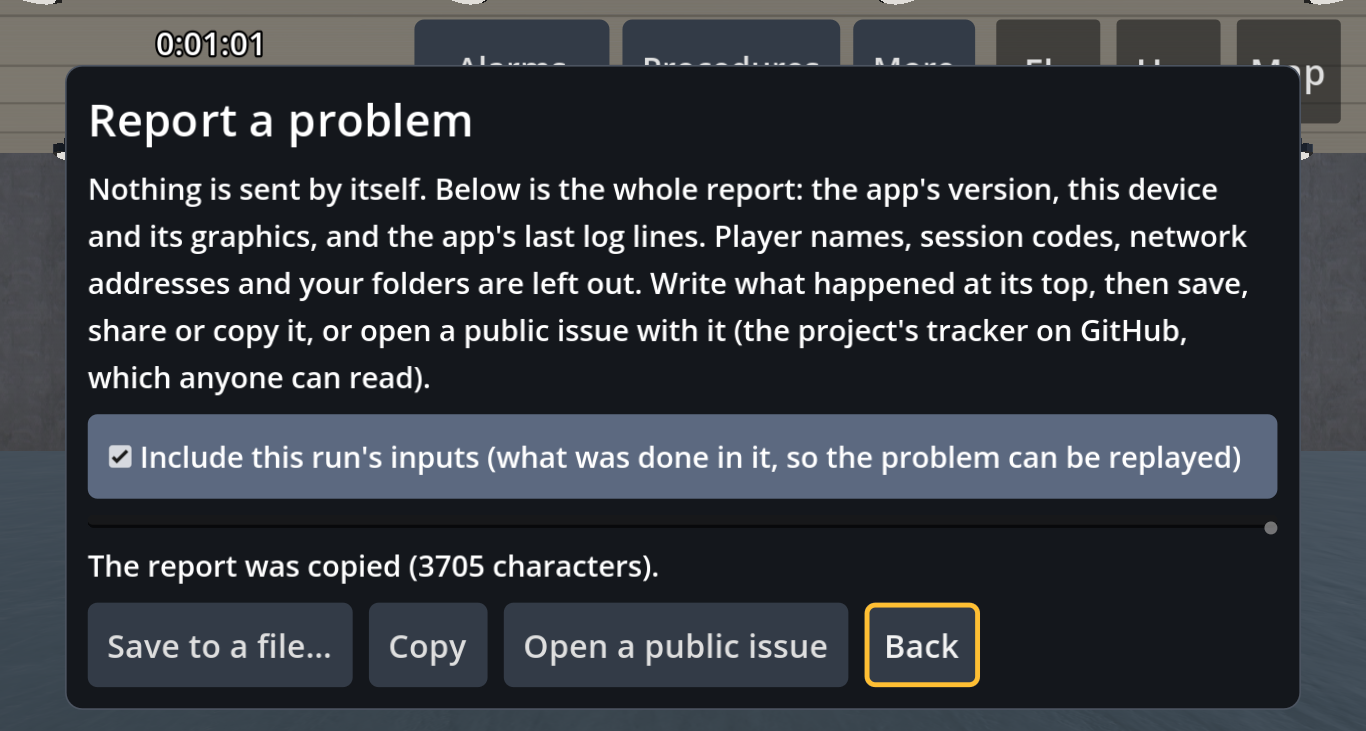 0:01:01
Alarms Procedures More Map
Report a problem
Nothing is sent by itself. Below is the whole report: the app's version, this device
and its graphics, and the app's last log lines. Player names, session codes, network
addresses and your folders are left out. Write what happened at its top, then save,
share or copy it, or open a public issue with it (the project's tracker on GitHub,
which anyone can read).
Include this run's inputs (what was done in it, so the problem can be replayed)
The report was copied (3705 characters).
Save to a file... Copy Open a public issue Back